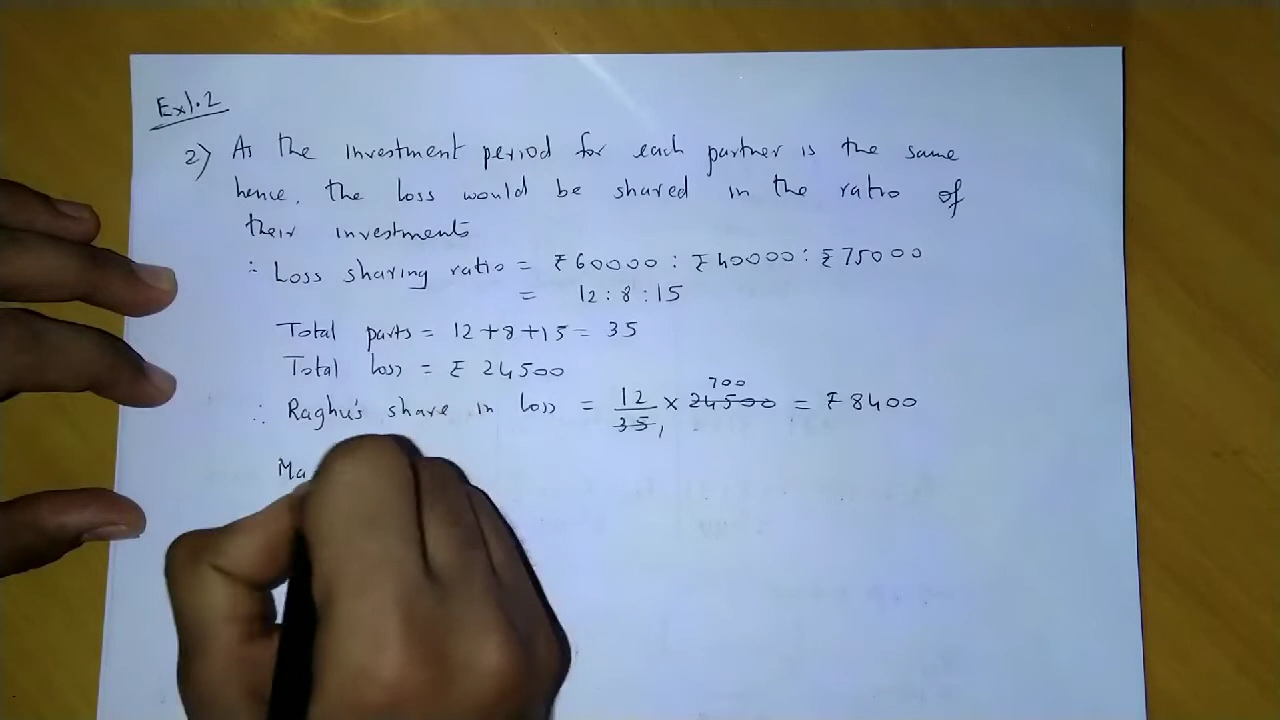 Ex1.2
2) As the investment period for each partner is the same
hence, the loss would be shared in the ratio of
their investments
∴ Loss sharing ratio = ₹60000 : ₹40000 : ₹75000
= 12 : 8 : 15
Total parts = 12+8+15 = 35
Total loss = ₹ 24500
700
∴ Raghu's share in loss = 12/35 × 24500 = ₹8400
1
Ma